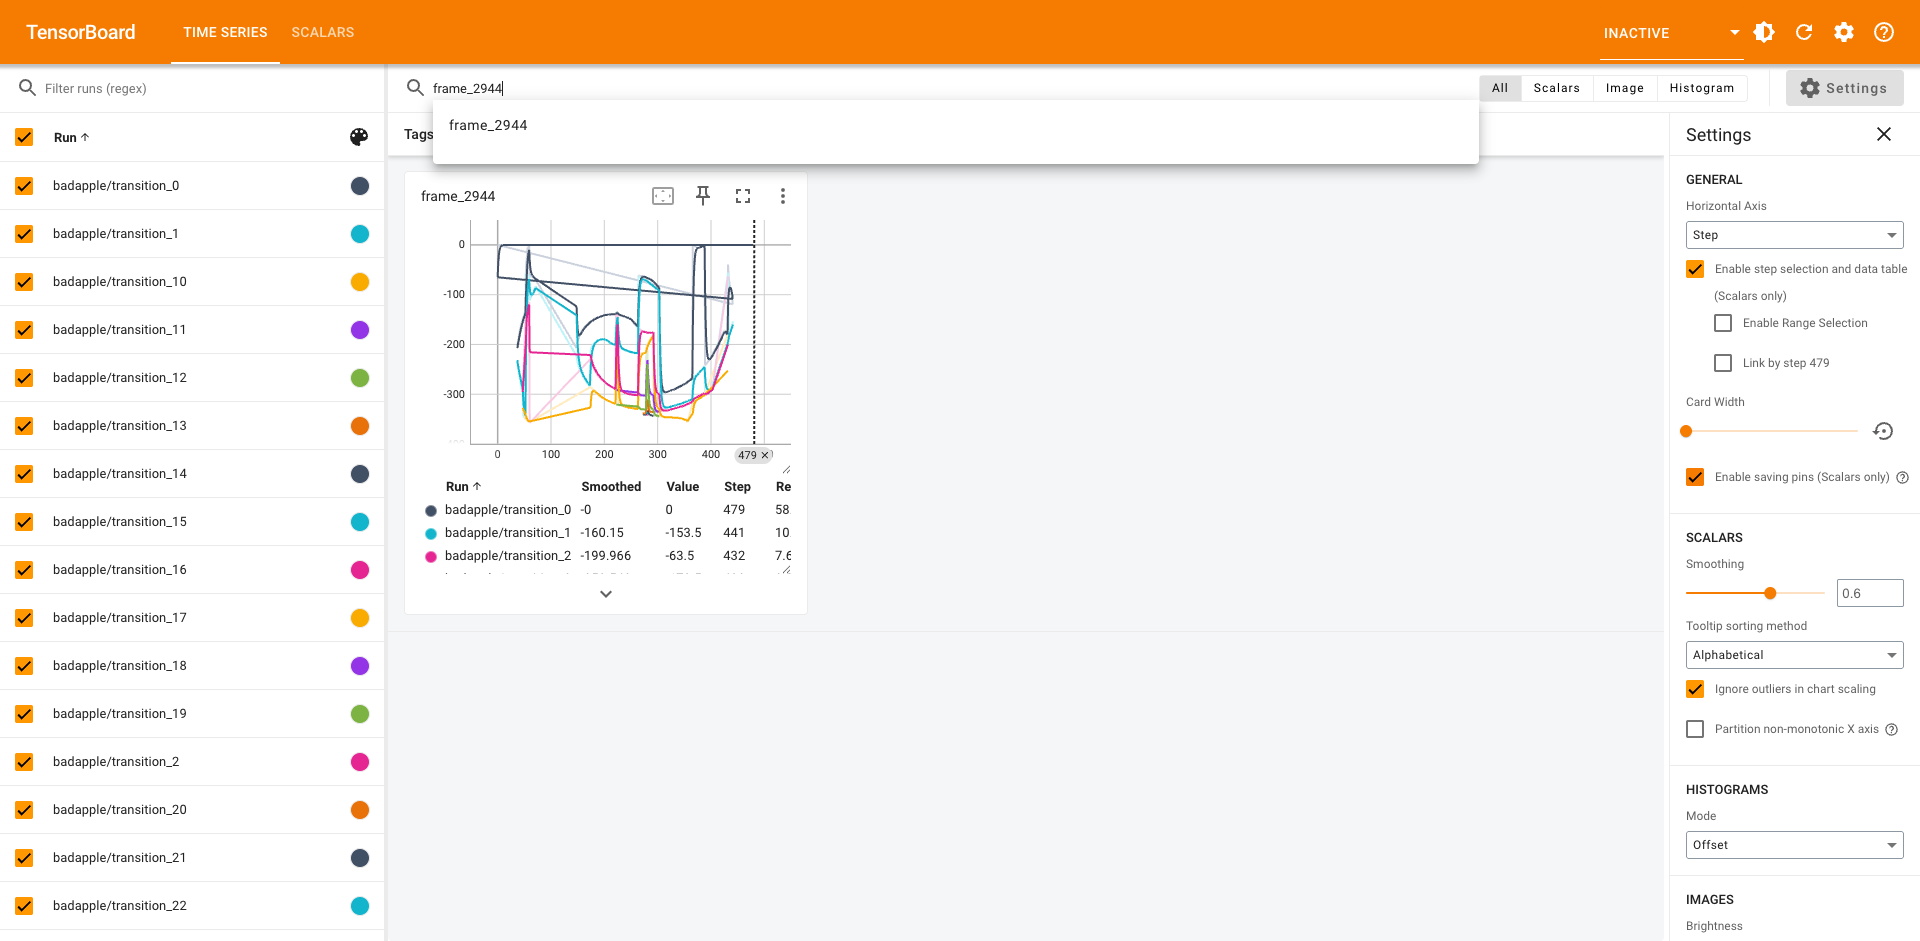 TensorBoard TIME SERIES SCALARS INACTIVE
Filter runs (regex)
frame_2944
All Scalars Image Histogram
Settings
frame_2944
Tags
Run
badapple/transition_0
badapple/transition_1
badapple/transition_10
badapple/transition_11
badapple/transition_12
badapple/transition_13
badapple/transition_14
badapple/transition_15
badapple/transition_16
badapple/transition_17
badapple/transition_18
badapple/transition_19
badapple/transition_2
badapple/transition_20
badapple/transition_21
badapple/transition_22
frame_2944
0
-100
-200
-300
0 100 200 300 400 479
Run Smoothed Value Step Re
badapple/transition_0 -0 0 479 58.
badapple/transition_1 -160.15 -153.5 441 10
badapple/transition_2 -199.966 -63.5 432 7.6
Settings
GENERAL
Horizontal Axis
Step
Enable step selection and data table
(Scalars only)
Enable Range Selection
Link by step 479
Card Width
Enable saving pins (Scalars only)
SCALARS
Smoothing
0.6
Tooltip sorting method
Alphabetical
Ignore outliers in chart scaling
Partition non-monotonic X axis
HISTOGRAMS
Mode
Offset
IMAGES
Brightness